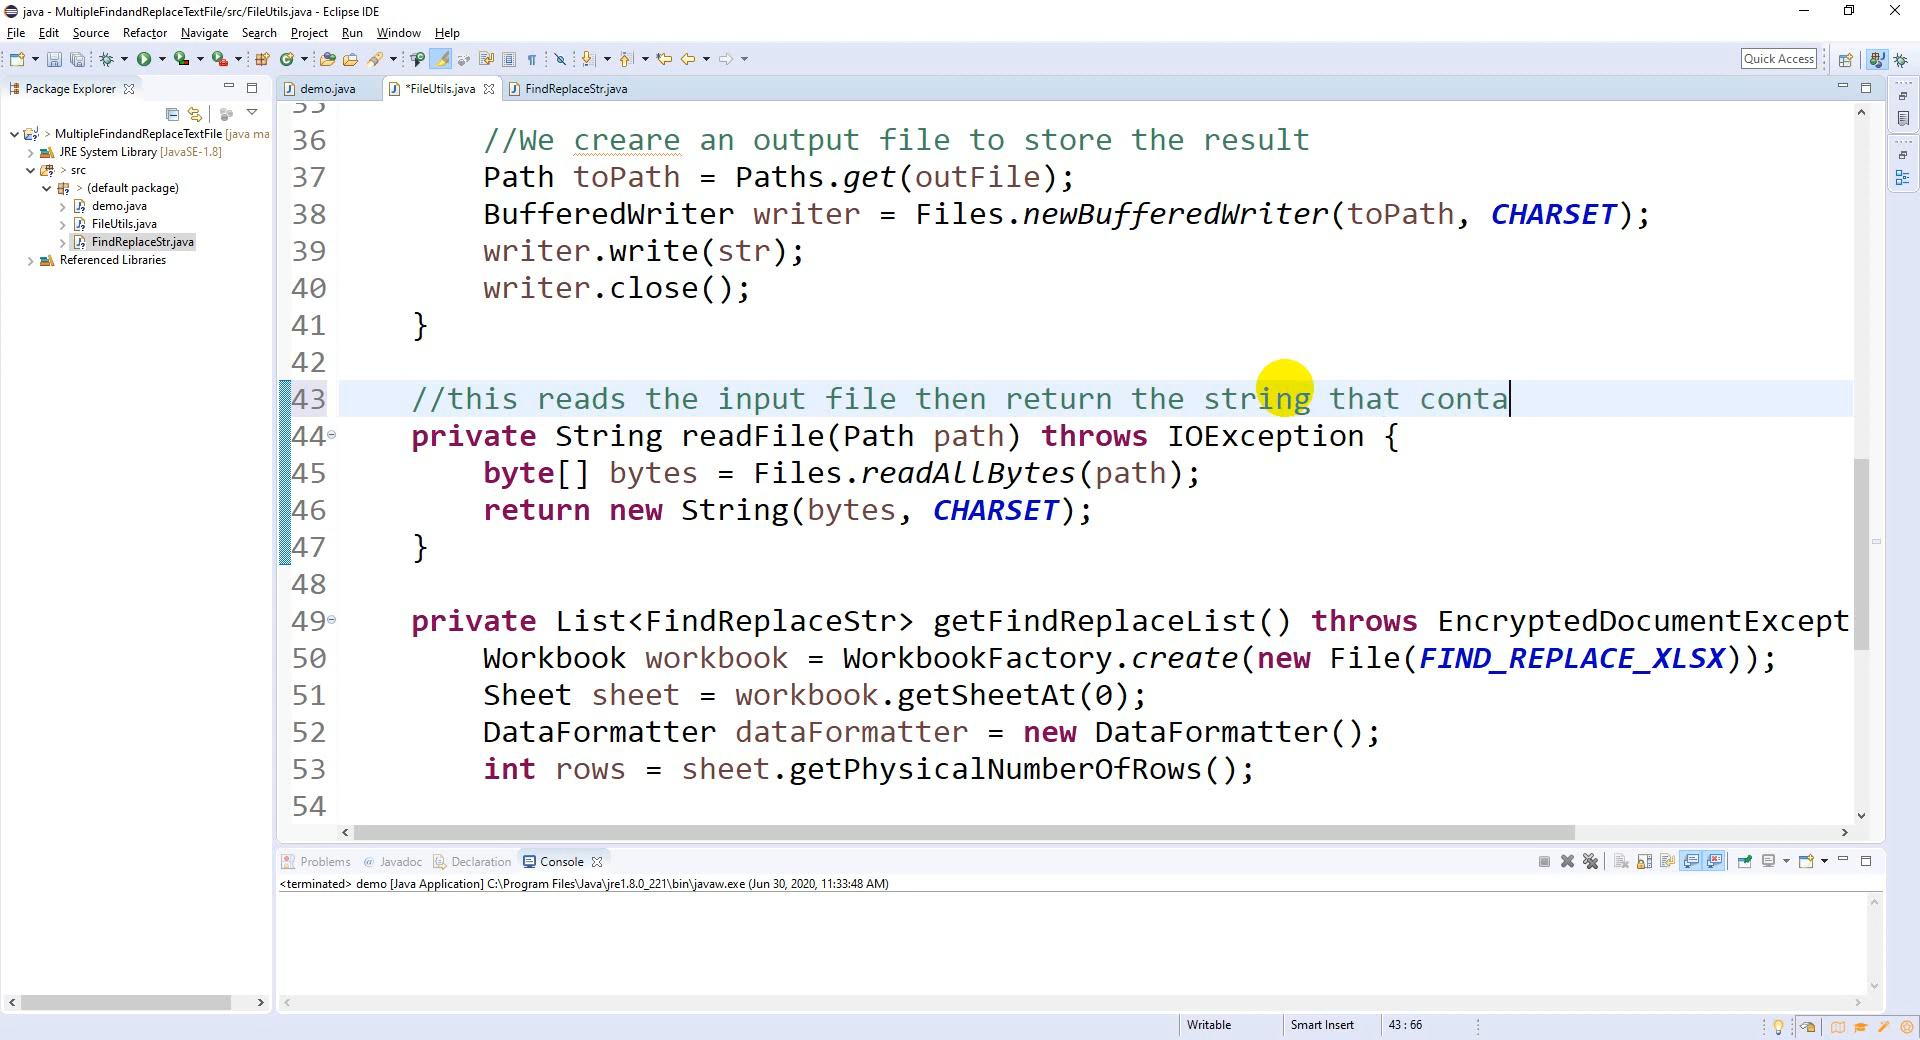 java - MultipleFindandReplaceTextFile/src/FileUtils.java - Eclipse IDE
File Edit Source Refactor Navigate Search Project Run Window Help
Quick Access
Package Explorer
demo.java
*FileUtils.java
FindReplaceStr.java
> MultipleFindandReplaceTextFile [java ma
JRE System Library [JavaSE-1.8]
> src
> (default package)
demo.java
FileUtils.java
FindReplaceStr.java
Referenced Libraries
35
36 //We creare an output file to store the result
37 Path toPath = Paths.get(outFile);
38 BufferedWriter writer = Files.newBufferedWriter(toPath, CHARSET);
39 writer.write(str);
40 writer.close();
41 }
42
43 //this reads the input file then return the string that conta
44 private String readFile(Path path) throws IOException {
45 byte[] bytes = Files.readAllBytes(path);
46 return new String(bytes, CHARSET);
47 }
48
49 private List<FindReplaceStr> getFindReplaceList() throws EncryptedDocumentExcept
50 Workbook workbook = WorkbookFactory.create(new File(FIND_REPLACE_XLSX));
51 Sheet sheet = workbook.getSheetAt(0);
52 DataFormatter dataFormatter = new DataFormatter();
53 int rows = sheet.getPhysicalNumberOfRows();
54
Problems @ Javadoc Declaration Console
<terminated> demo [Java Application] C:\Program Files\Java\jre1.8.0_221\bin\javaw.exe (Jun 30, 2020, 11:33:48 AM)
Writable Smart Insert 43 : 66